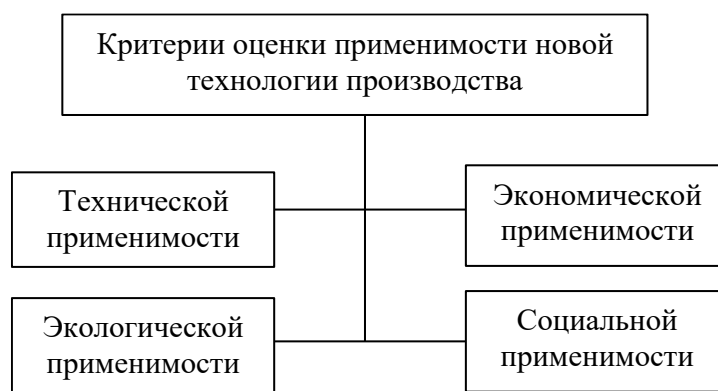 Критерии оценки применимости новой
технологии производства
Технической
применимости
Экономической
применимости
Экологической
применимости
Социальной
применимости